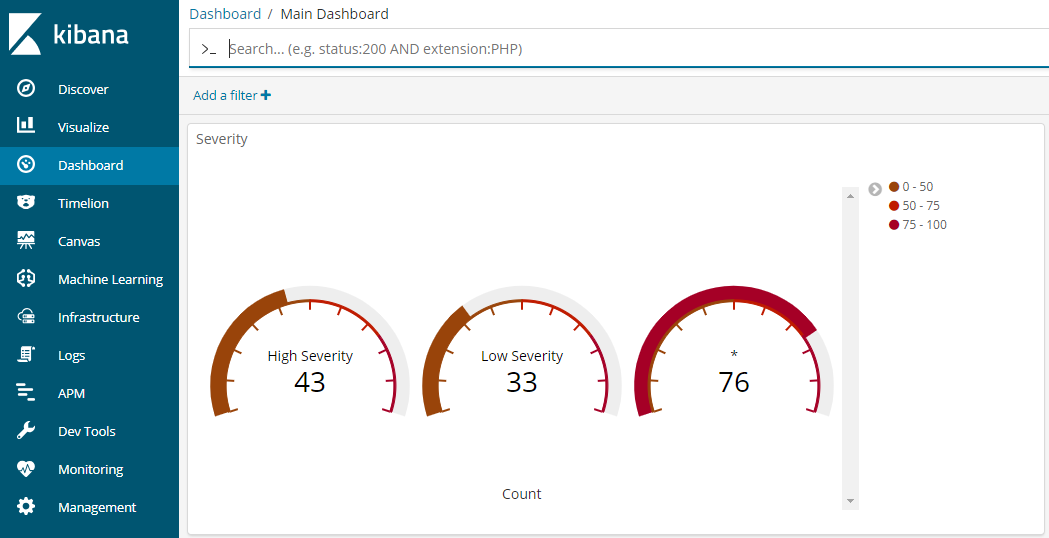 kibana
Discover
Visualize
Dashboard
Timelion
Canvas
Machine Learning
Infrastructure
Logs
APM
Dev Tools
Monitoring
Management
Dashboard / Main Dashboard
>_ Search... (e.g. status:200 AND extension:PHP)
Add a filter +
Severity
0 - 50
50 - 75
75 - 100
High Severity
43
Low Severity
33
*
76
Count